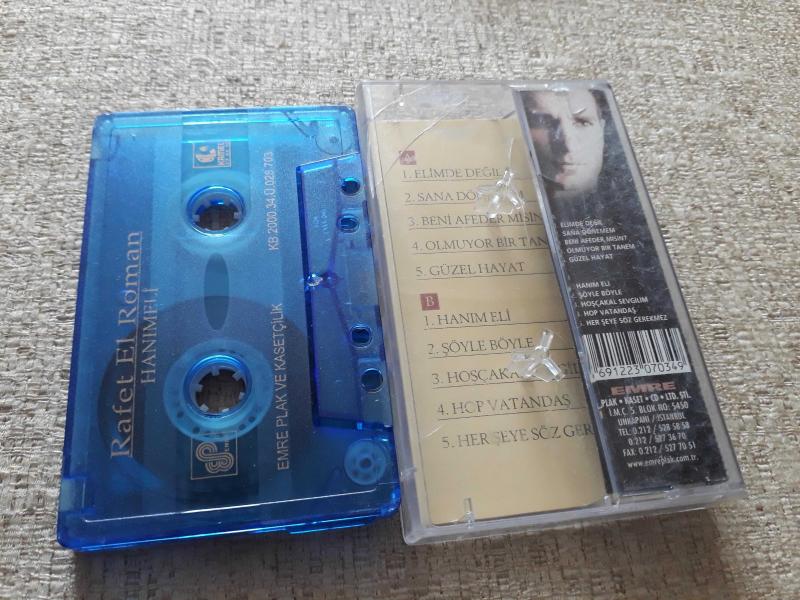 Rafet El Roman
HANIMELİ
EMRE PLAK VE KASETÇİLİK
KB 2000.34.Ü.028 703
A
1. ELİMDE DEĞİL
2. SANA DÖ
3. BENİ AFEDER MİSİN
4. OLMUYOR BİR TAN
5. GÜZEL HAYAT
B
1. HANIM ELİ
2. ŞÖYLE BÖYLE
3. HOŞÇAKA
4. HOP VATANDAŞ
5. HER ŞEYE SÖZ GER
ELİMDE DEĞİL
SANA DÖNEMEM
BENİ AFEDER MİSİN?
OLMUYOR BİR TANEM
GÜZEL HAYAT
HANIM ELİ
ŞÖYLE BÖYLE
HOŞÇAKAL SEVGİLİM
HOP VATANDAŞ
HER ŞEYE SÖZ GEREKMEZ
691223 070349
EMRE
PLAK • KASET • CD • LTD. ŞTİ.
İ.M.Ç. 5. BLOK NO: 5450
UNKAPANI / İSTANBUL
TEL: 0.212 / 528 58 58
0.212 / 527 36 70
FAX: 0.212 / 527 70 51
www.emreplak.com.tr.